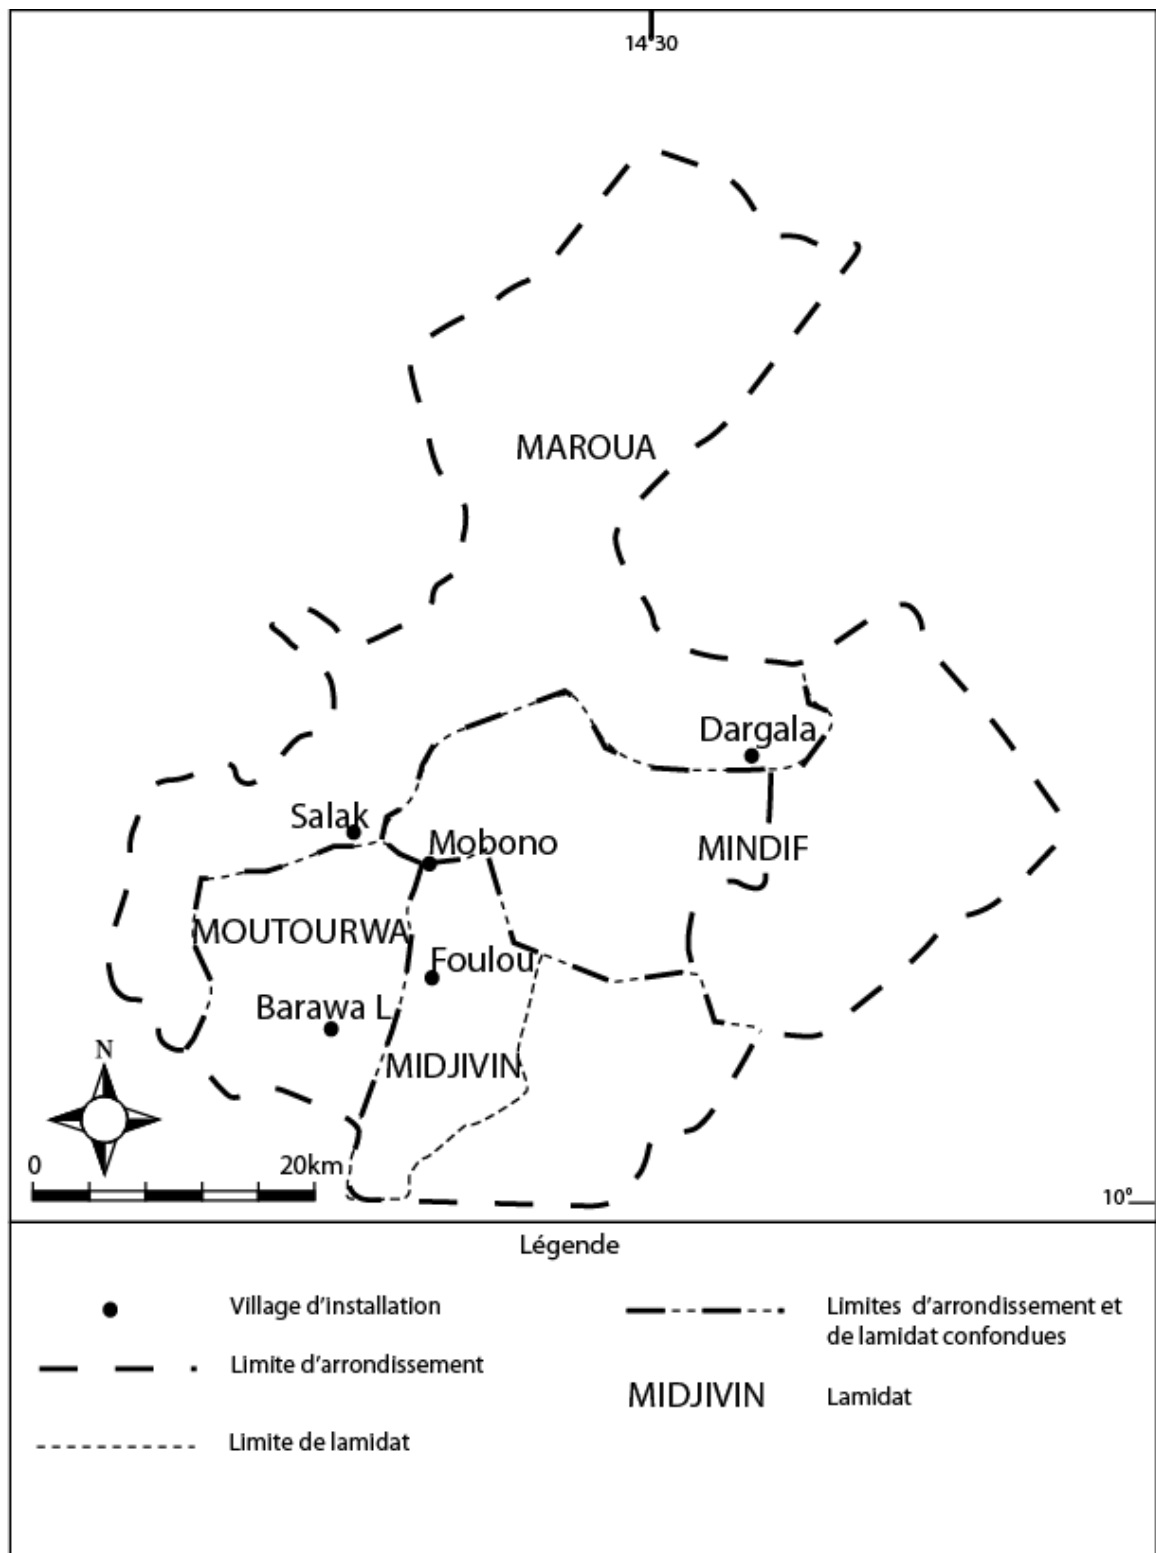 14°30
MAROUA
Dargala
Salak
Mobono
MINDIF
MOUTOURWA
Foulou
Barawa L
MIDJIVIN
N
0 20km
10°
Légende
Village d'installation
Limite d'arrondissement
Limite de lamidat
Limites d'arrondissement et
de lamidat confondues
MIDJIVIN Lamidat